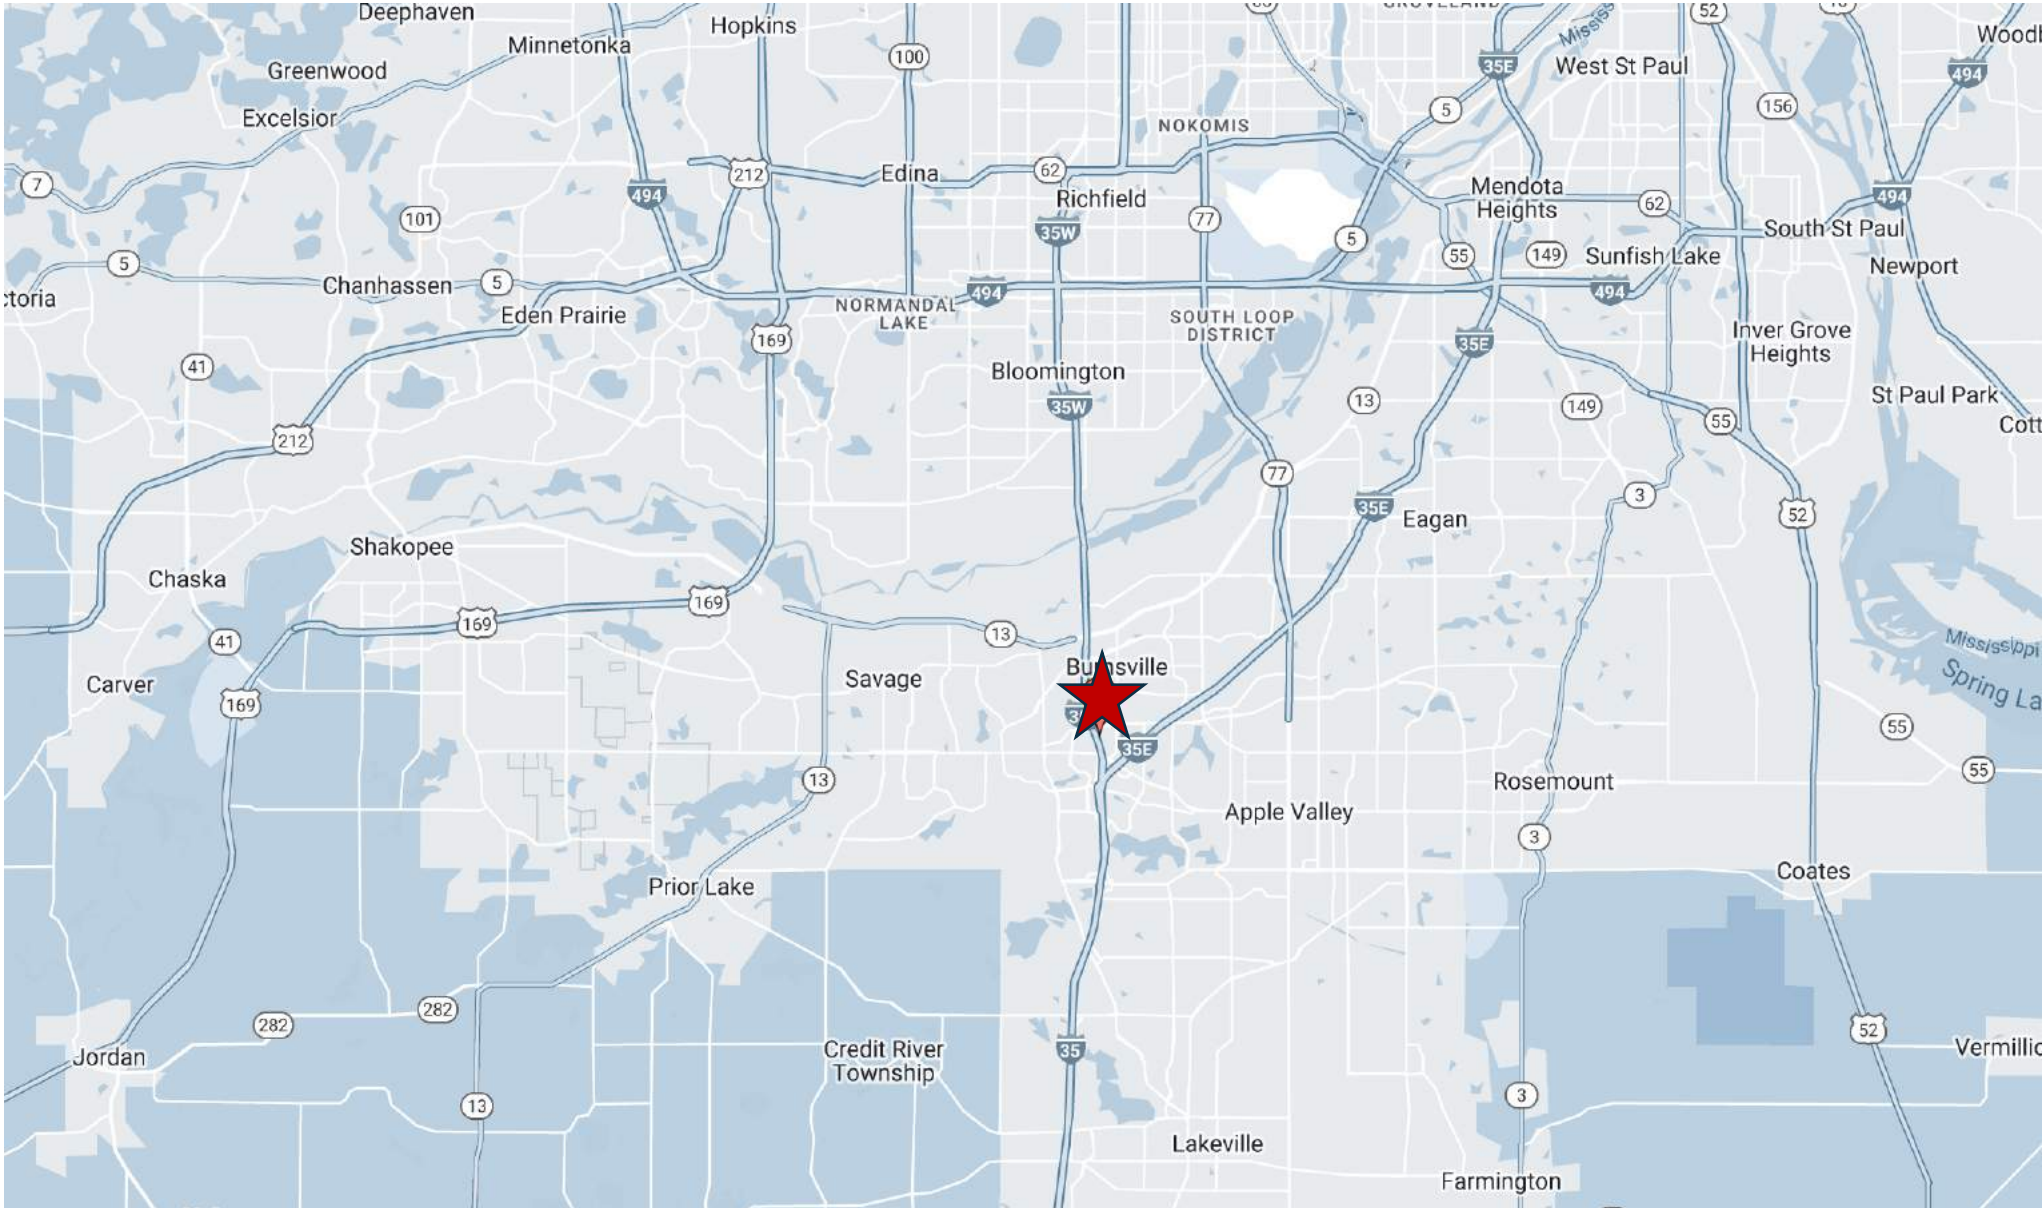 Deephaven
Hopkins
52
Minnetonka
100
Greenwood
35E
West St Paul
494
Excelsior
5
156
NOKOMIS
7
494
212
Edina
62
Richfield
Mendota
Heights
62
494
101
35W
77
5
South St Paul
5
55
149
Sunfish Lake
Chanhassen
5
494
494
Newport
Eden Prairie
NORMANDAL
LAKE
SOUTH LOOP
DISTRICT
169
35E
Inver Grove
Heights
41
Bloomington
35W
13
149
St Paul Park
55
212
77
3
35E
Eagan
52
Shakopee
Chaska
169
169
41
13
Mississippi
Carver
Savage
Burnsville
Spring La
169
35E
55
13
55
Rosemount
Apple Valley
3
Prior Lake
Coates
282
282
52
Jordan
Credit River
Township
35
13
3
Lakeville
Farmington